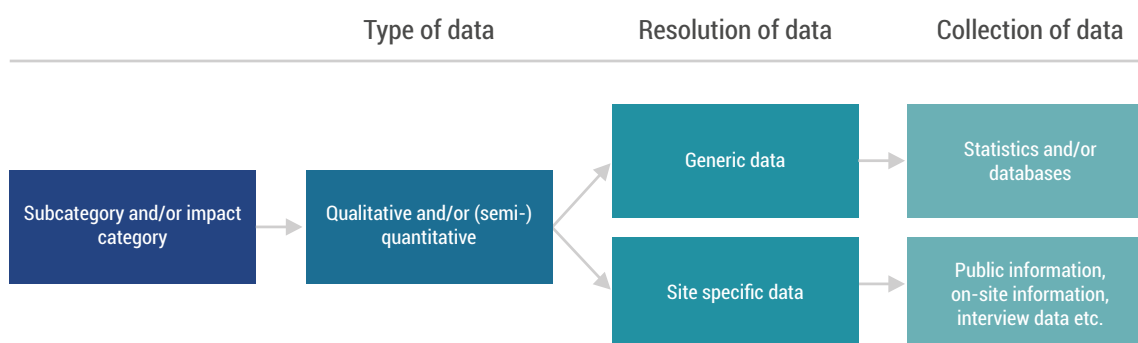 Type of data
Resolution of data
Collection of data
Subcategory and/or impact
category
Qualitative and/or (semi-)
quantitative
Generic data
Statistics and/or
databases
Site specific data
Public information,
on-site information,
interview data etc.